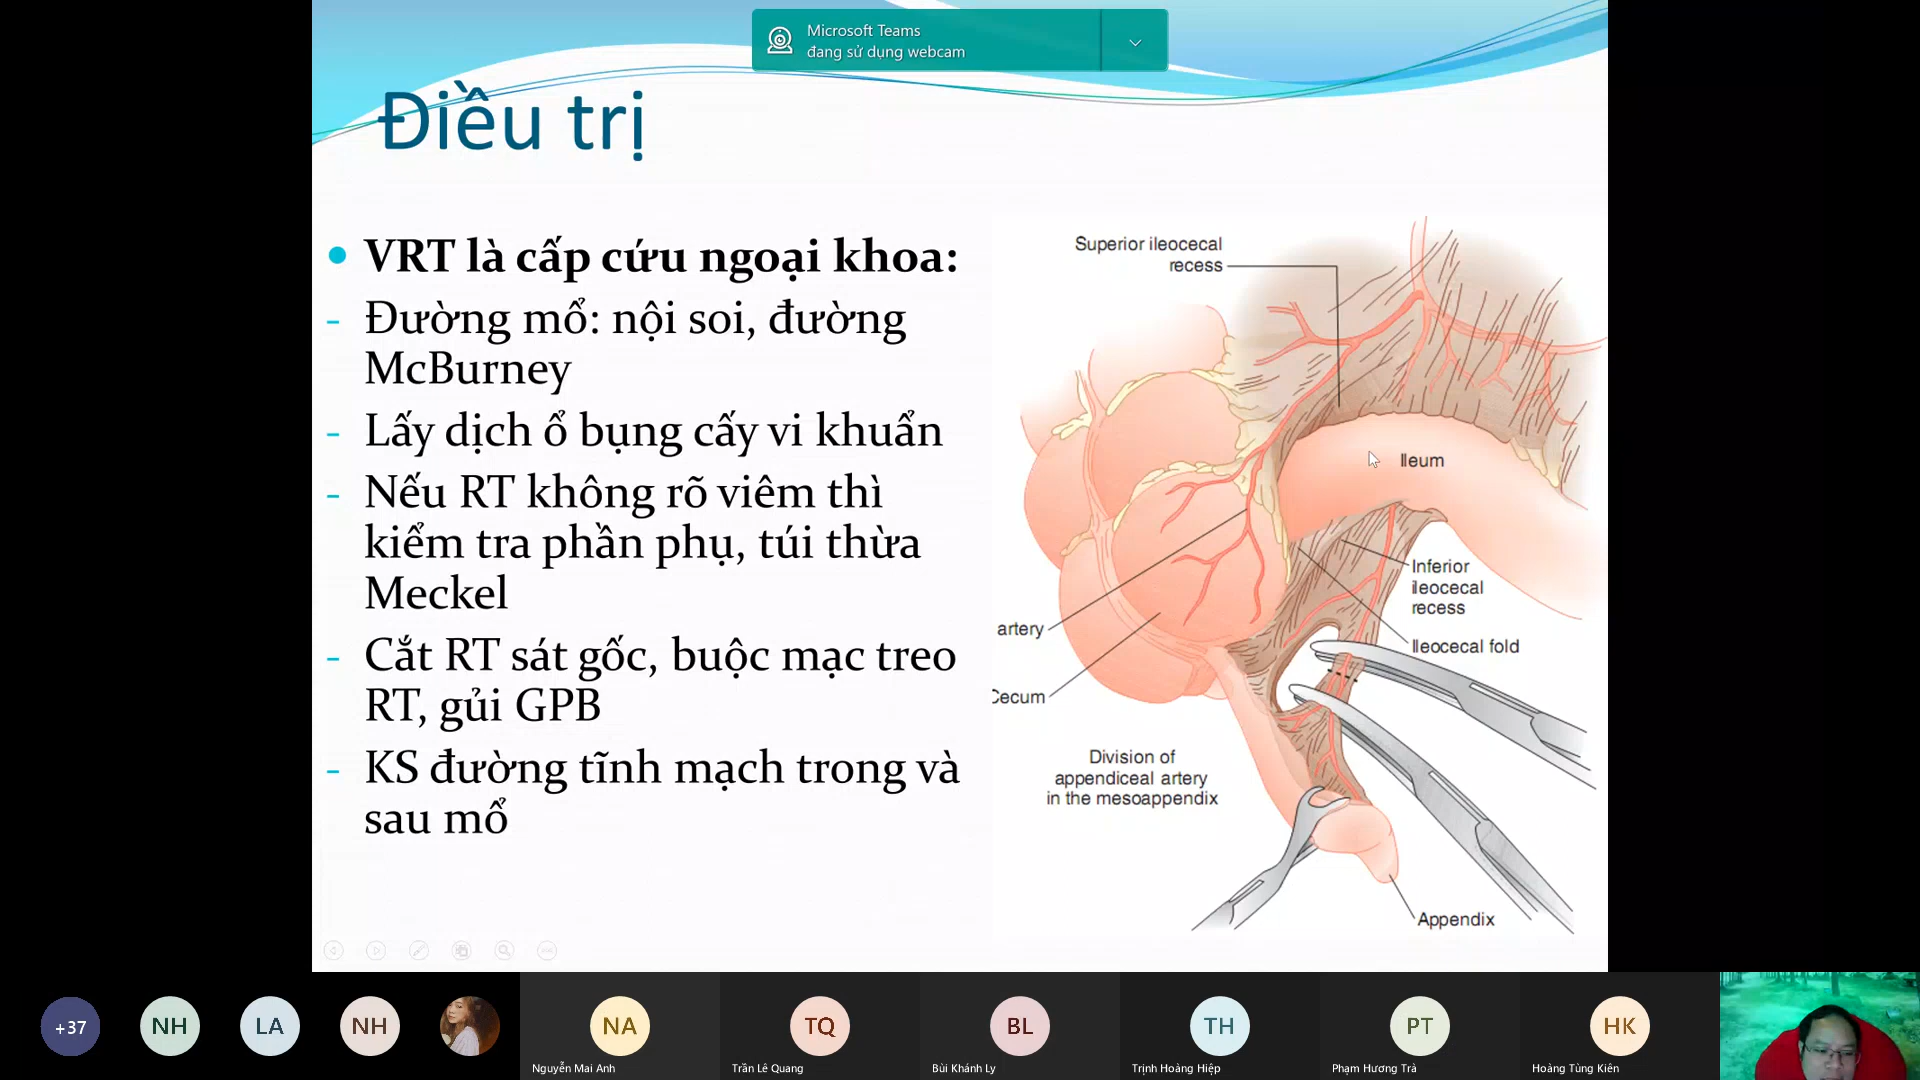 Microsoft Teams
đang sử dụng webcam
Điều trị
VRT là cấp cứu ngoại khoa:
- Đường mổ: nội soi, đường
McBurney
- Lấy dịch ổ bụng cấy vi khuẩn
- Nếu RT không rõ viêm thì
kiểm tra phần phụ, túi thừa
Meckel
- Cắt RT sát gốc, buộc mạc treo
RT, gủi GPB
- KS đường tĩnh mạch trong và
sau mổ
Superior ileocecal
recess
Ileum
Inferior
ileocecal
recess
Ileocecal fold
artery
Cecum
Division of
appendiceal artery
in the mesoappendix
Appendix
+37
NH
LA
NH
NA
Nguyễn Mai Anh
TQ
Trần Lê Quang
BL
Bùi Khánh Ly
TH
Trịnh Hoàng Hiệp
PT
Phạm Hương Trà
HK
Hoàng Tùng Kiên